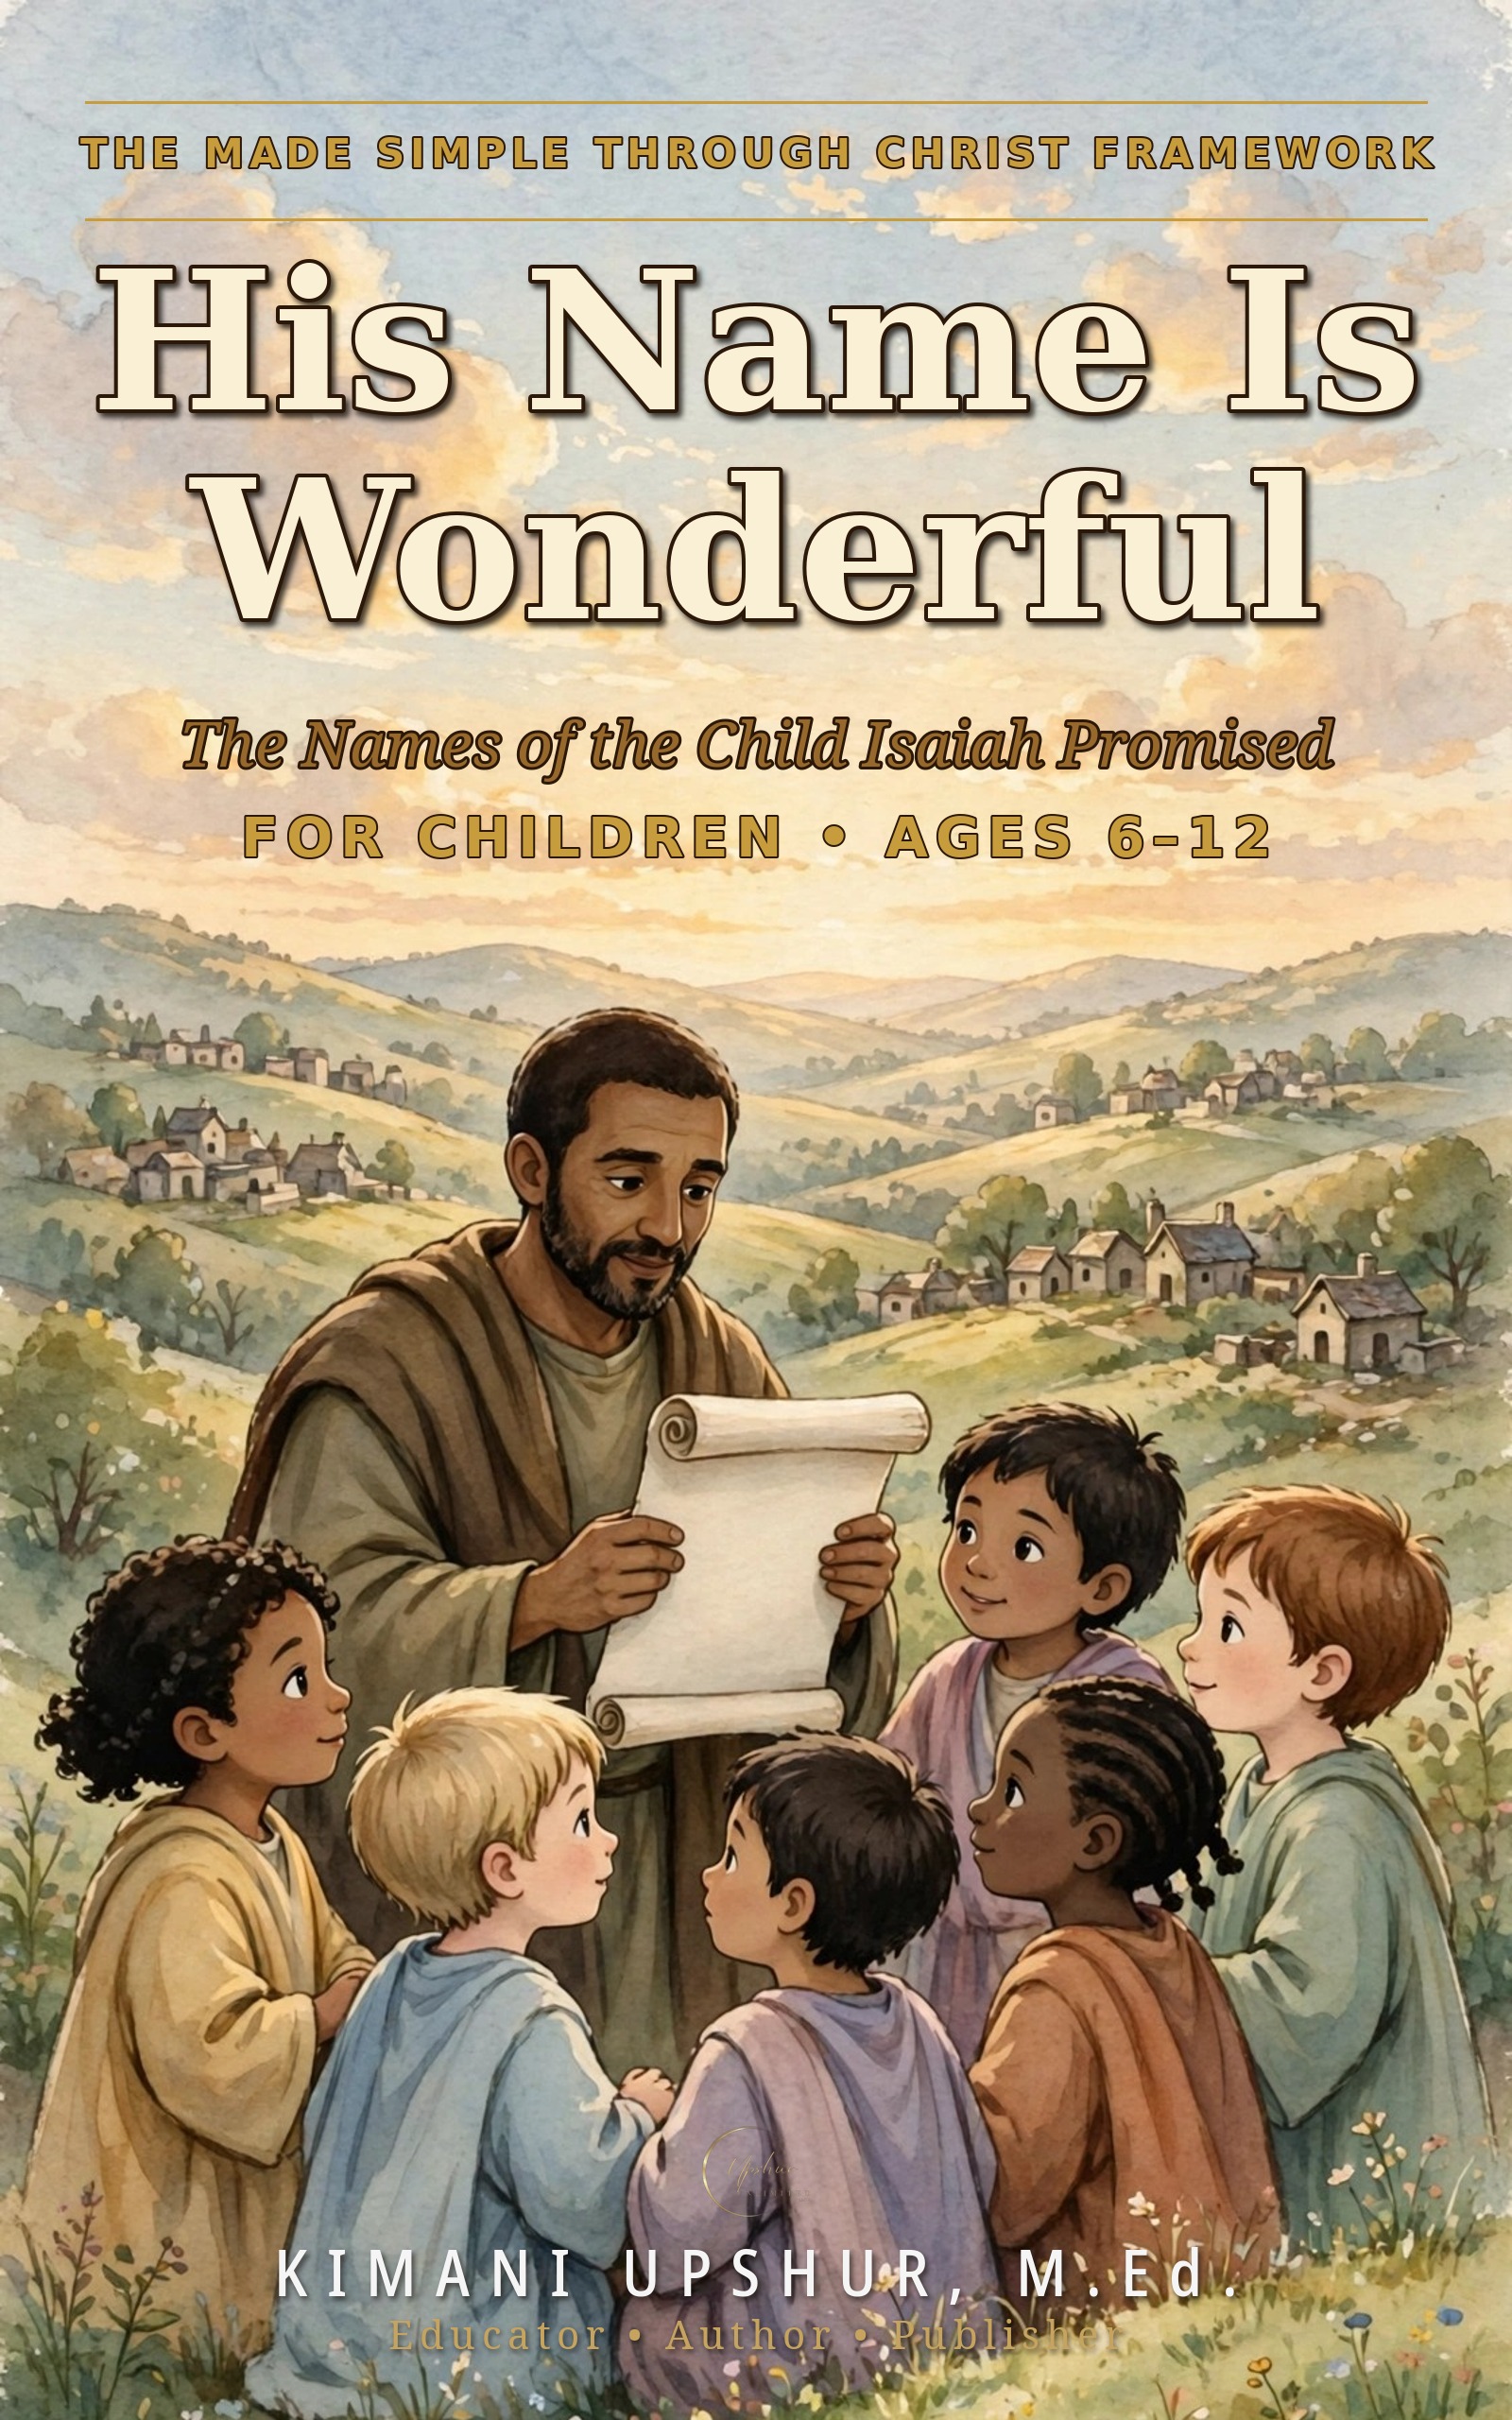 THE MADE SIMPLE THROUGH CHRIST FRAMEWORK
His Name Is
Wonderful
The Names of the Child Isaiah Promised
FOR CHILDREN • AGES 6–12
Upshur
KIMANI UPSHUR, M.Ed.
Educator • Author • Publisher